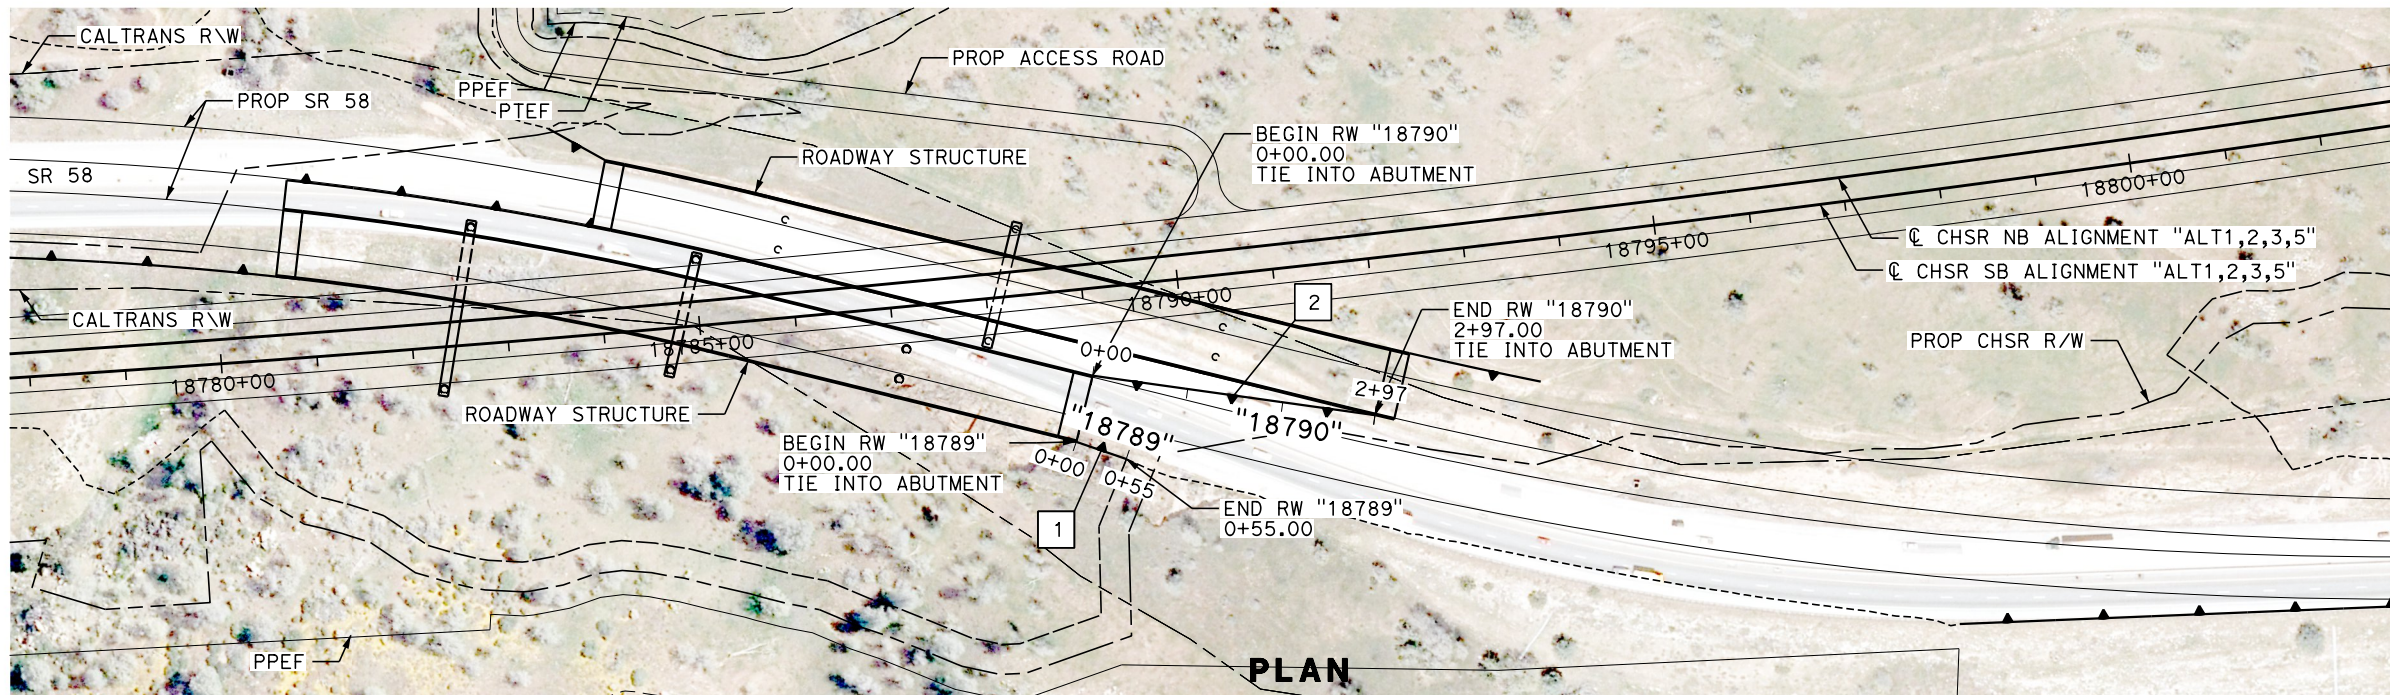 CALTRANS R\W
PROP SR 58
SR 58
PPEF
PTEF
PROP ACCESS ROAD
ROADWAY STRUCTURE
BEGIN RW "18790"
0+00.00
TIE INTO ABUTMENT
18800+00
18795+00
℄ CHSR NB ALIGNMENT "ALT1,2,3,5"
℄ CHSR SB ALIGNMENT "ALT1,2,3,5"
18790+00
2
END RW "18790"
2+97.00
TIE INTO ABUTMENT
PROP CHSR R/W
CALTRANS R\W
18785+00
18780+00
0+00
2+97
ROADWAY STRUCTURE
"18789"
"18790"
BEGIN RW "18789"
0+00.00
TIE INTO ABUTMENT
0+00
0+55
1
END RW "18789"
0+55.00
PPEF
PLAN